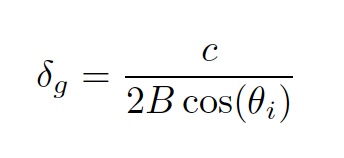 δ_g = c / (2B cos(θ_i))